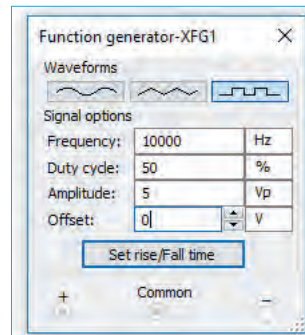 Function generator-XFG1
Waveforms
Signal options
Frequency: 10000 Hz
Duty cycle: 50 %
Amplitude: 5 Vp
Offset: 0 V
Set rise/Fall time
+ Common −